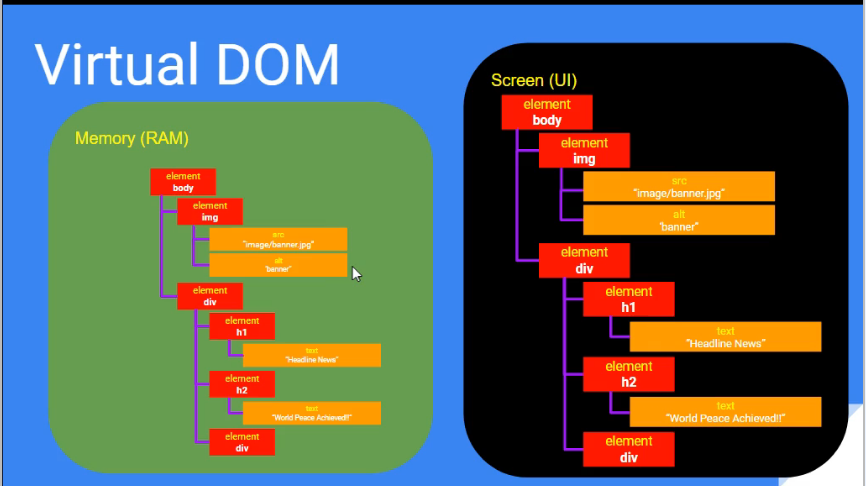 Virtual DOM
Memory (RAM)
element
body
element
img
src
"image/banner.jpg"
alt
"banner"
element
div
element
h1
text
"Headline News"
element
h2
text
"World Peace Achieved!!"
element
div
Screen (UI)
element
body
element
img
src
"image/banner.jpg"
alt
"banner"
element
div
element
h1
text
"Headline News"
element
h2
text
"World Peace Achieved!!"
element
div